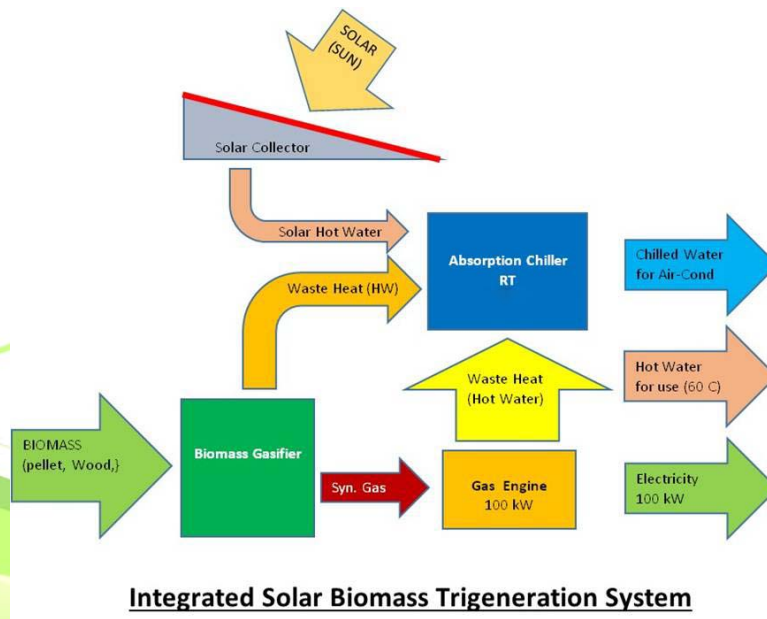 SOLAR
(SUN)
Solar Collector
Solar Hot Water
Absorption Chiller
RT
Chilled Water
for Air-Cond
Waste Heat (HW)
Waste Heat
(Hot Water)
Hot Water
for use (60 C)
BIOMASS
(pellet, Wood,}
Biomass Gasifier
Syn. Gas
Gas Engine
100 kW
Electricity
100 kW
Integrated Solar Biomass Trigeneration System